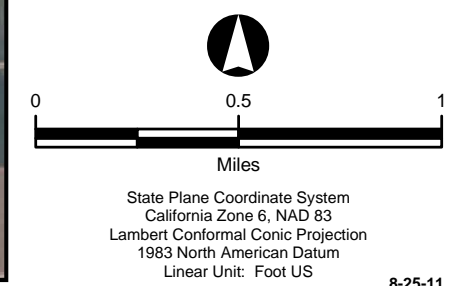 0 0.5 1
Miles
State Plane Coordinate System
California Zone 6, NAD 83
Lambert Conformal Conic Projection
1983 North American Datum
Linear Unit: Foot US
8-25-11